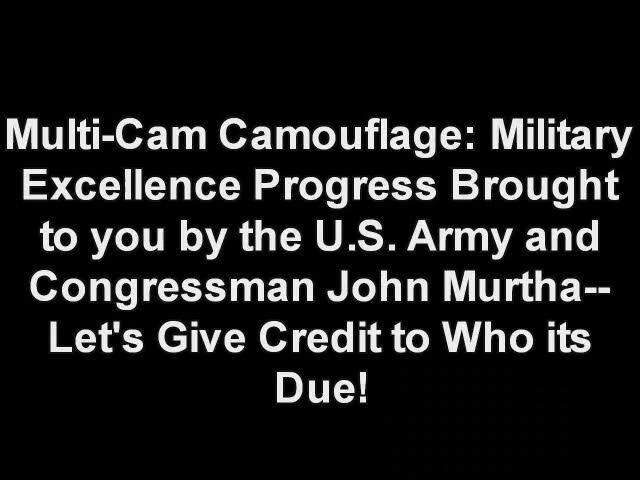 Multi-Cam Camouflage: Military
Excellence Progress Brought
to you by the U.S. Army and
Congressman John Murtha--
Let's Give Credit to Who its
Due!